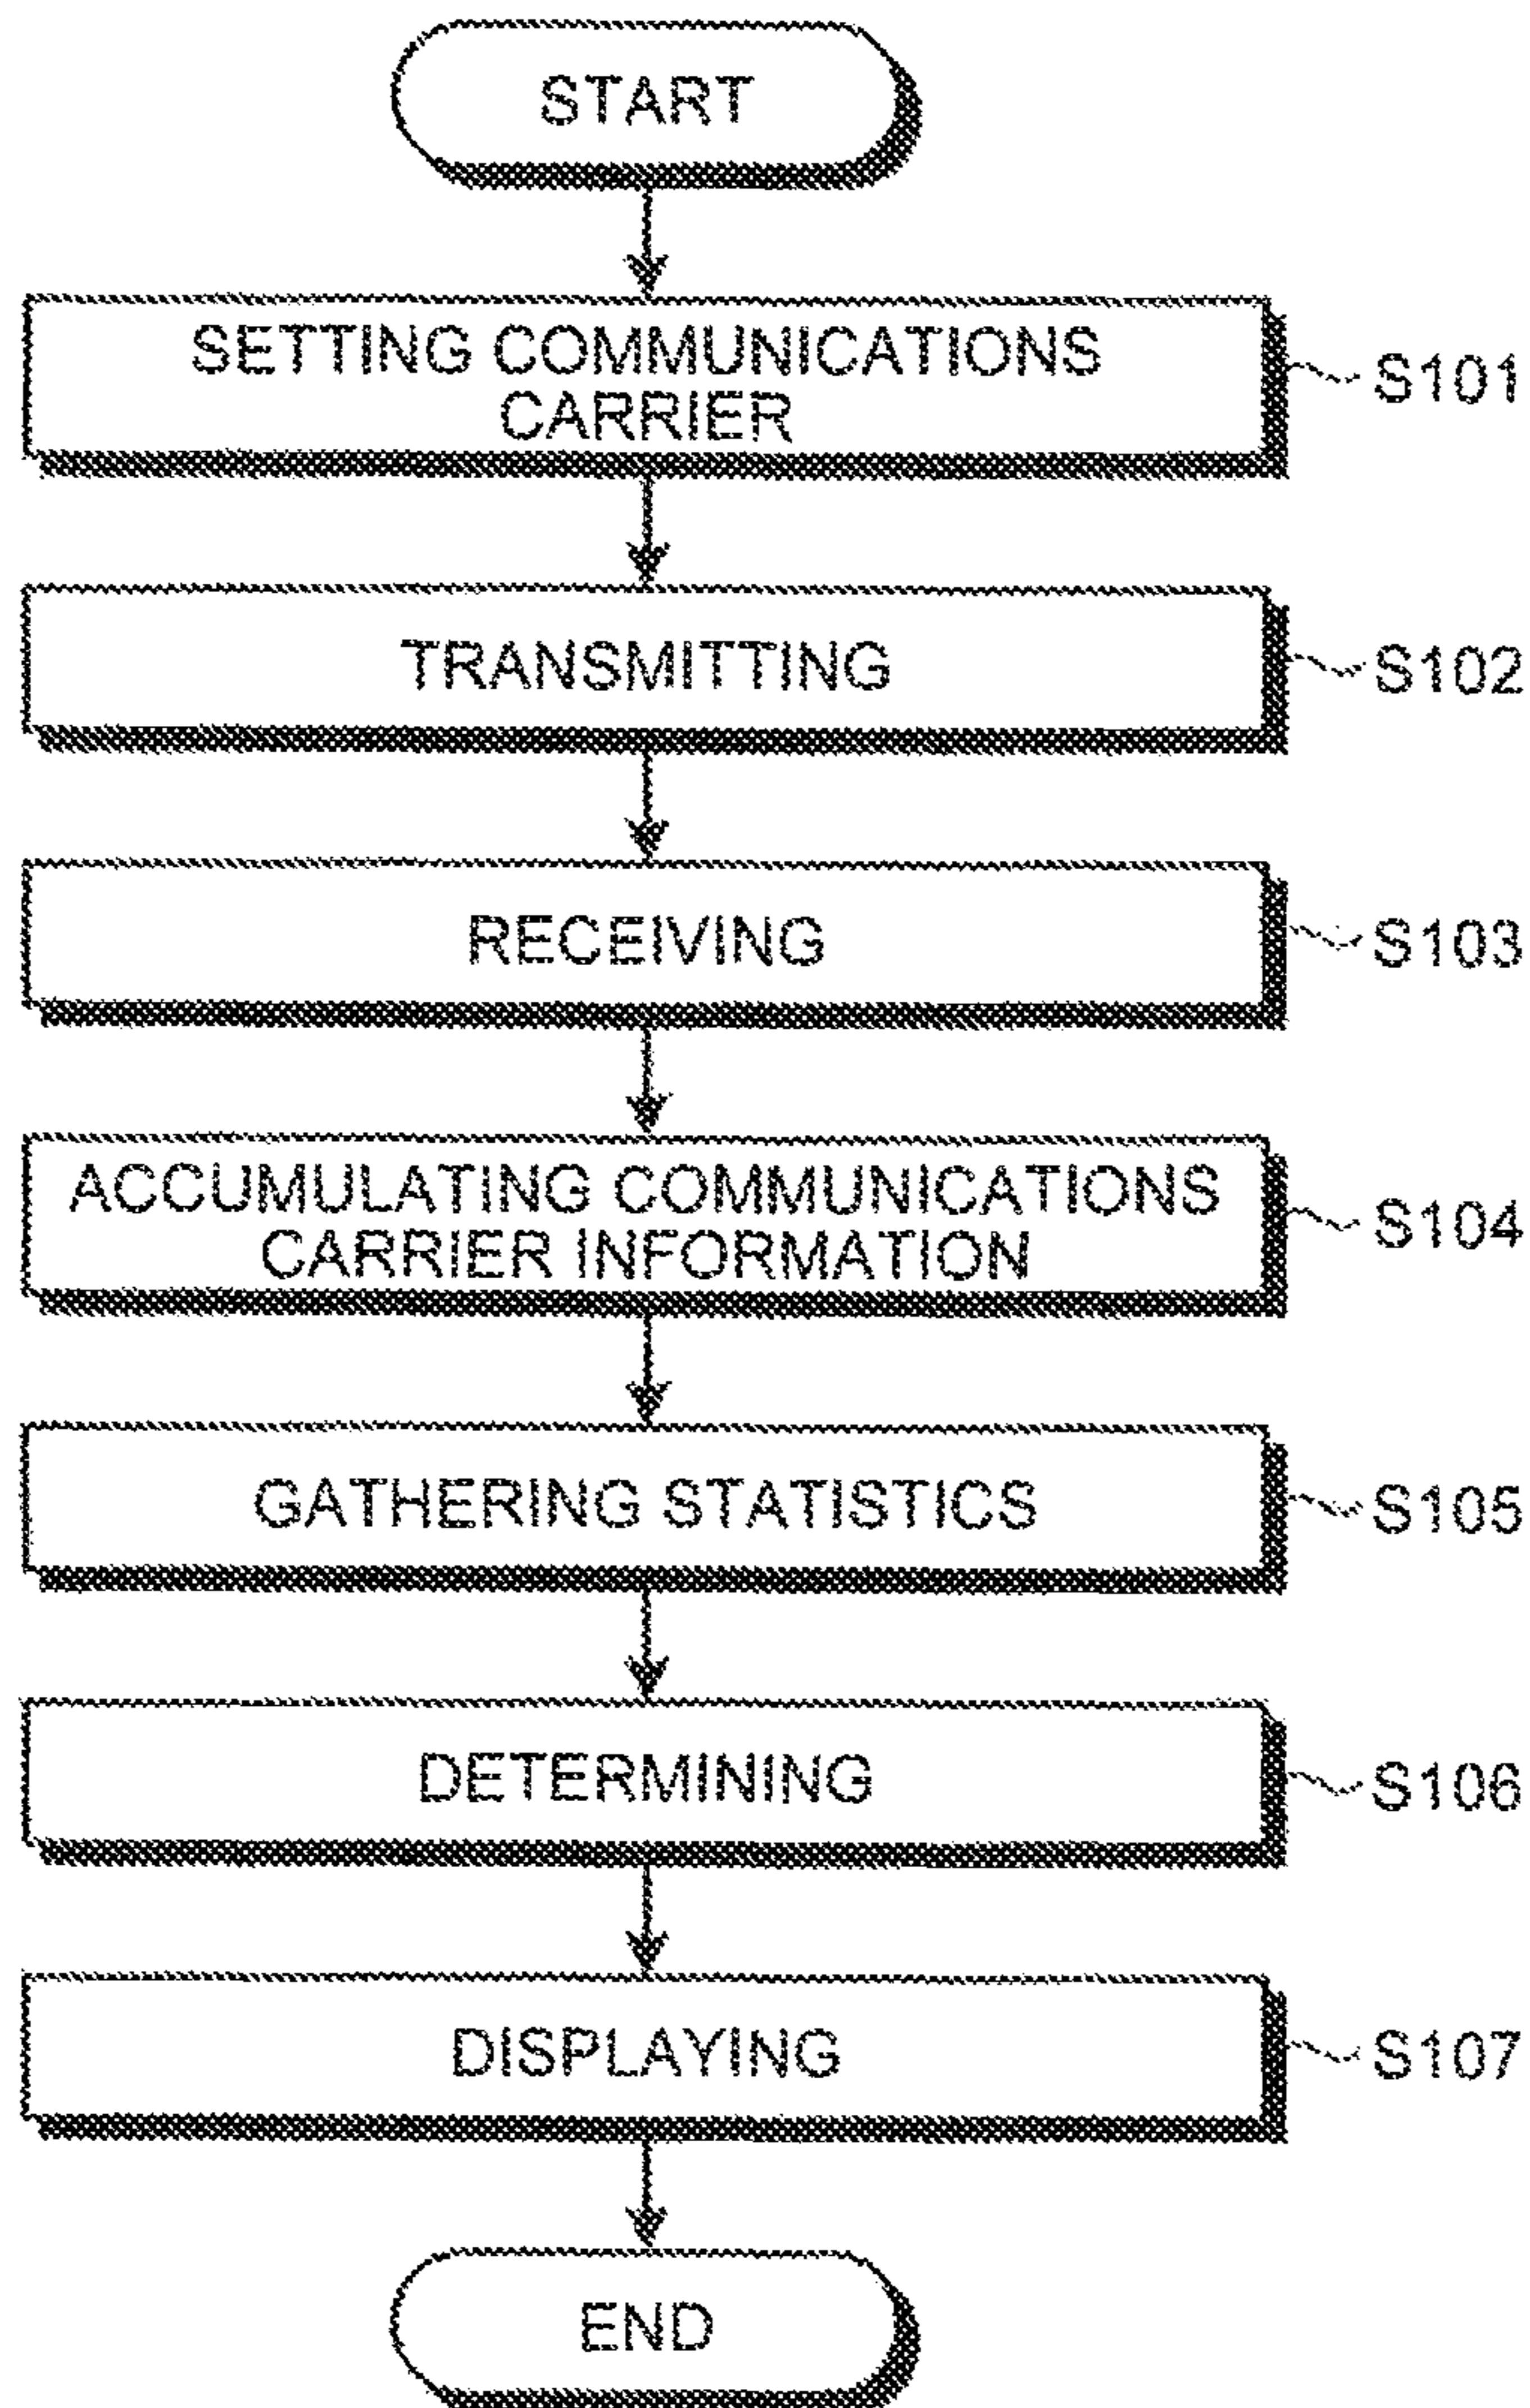 START
SETTING COMMUNICATIONS
CARRIER
S101
TRANSMITTING
S102
RECEIVING
S103
ACCUMULATING COMMUNICATIONS
CARRIER INFORMATION
S104
GATHERING STATISTICS
S105
DETERMINING
S106
DISPLAYING
S107
END